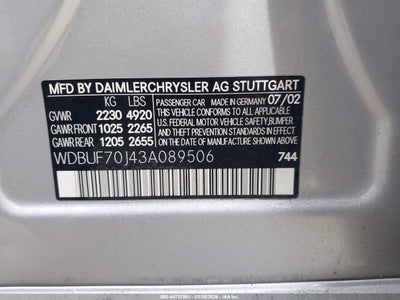 MFD BY DAIMLERCHRYSLER AG STUTTGART
KG LBS PASSENGER CAR MADE IN GERMANY 07/02
GVWR 2230 4920
GAWR FRONT 1025 2265
GAWR REAR 1205 2655
THIS VEHICLE CONFORMS TO ALL
APPLICABLE U.S. FEDERAL MOTOR
VEHICLE SAFETY, BUMPER
AND THEFT PREVENTION
STANDARDS IN EFFECT ON THE
DATE OF MANUFACTURE SHOWN ABOVE
WDBUF70J43A089506 744